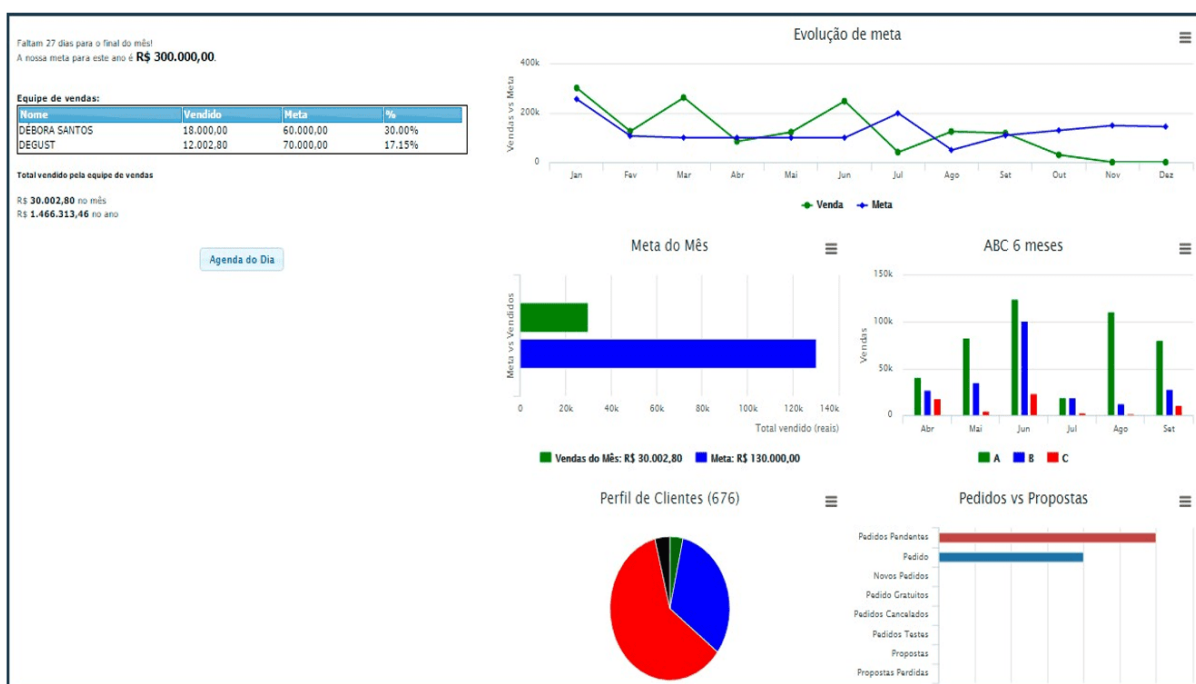 Faltam 27 dias para o final do mês!
A nossa meta para este ano é R$ 300.000,00.
Equipe de vendas:
Nome Vendido Meta %
DÉBORA SANTOS 18.000,00 60.000,00 30.00%
DEGUST 12.002,80 70.000,00 17.15%
Total vendido pela equipe de vendas
R$ 30.002,80 no mês
R$ 1.466.313,46 no ano
Agenda do Dia
Evolução de meta
Vendas vs Meta
400k
200k
0
Jan Fev Mar Abr Mai Jun Jul Ago Set Out Nov Dez
Venda Meta
Meta do Mês
Meta vs Vendidos
0 20k 40k 60k 80k 100k 120k 140k
Total vendido (reais)
Vendas do Mês: R$ 30.002,80 Meta: R$ 130.000,00
ABC 6 meses
Vendas
150k
100k
50k
0
Abr Mai Jun Jul Ago Set
A B C
Perfil de Clientes (676)
Pedidos vs Propostas
Pedidos Pendentes
Pedido
Novos Pedidos
Pedido Gratuitos
Pedidos Cancelados
Pedidos Testes
Propostas
Propostas Perdidas